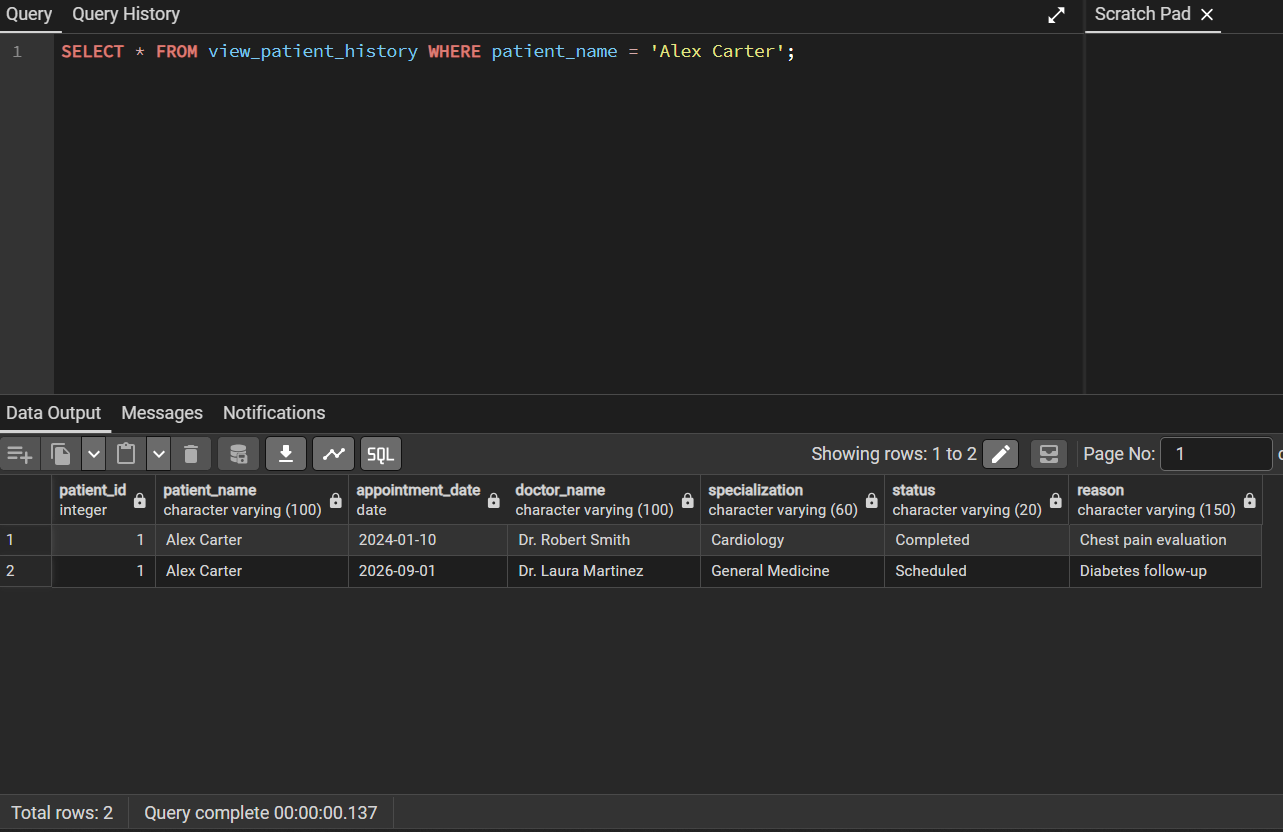 Query Query History Scratch Pad ✕
1 SELECT * FROM view_patient_history WHERE patient_name = 'Alex Carter';
Data Output Messages Notifications
SQL Showing rows: 1 to 2 Page No: 1
patient_id patient_name appointment_date doctor_name specialization status reason
integer character varying (100) date character varying (100) character varying (60) character varying (20) character varying (150)
1 1 Alex Carter 2024-01-10 Dr. Robert Smith Cardiology Completed Chest pain evaluation
2 1 Alex Carter 2026-09-01 Dr. Laura Martinez General Medicine Scheduled Diabetes follow-up
Total rows: 2 Query complete 00:00:00.137